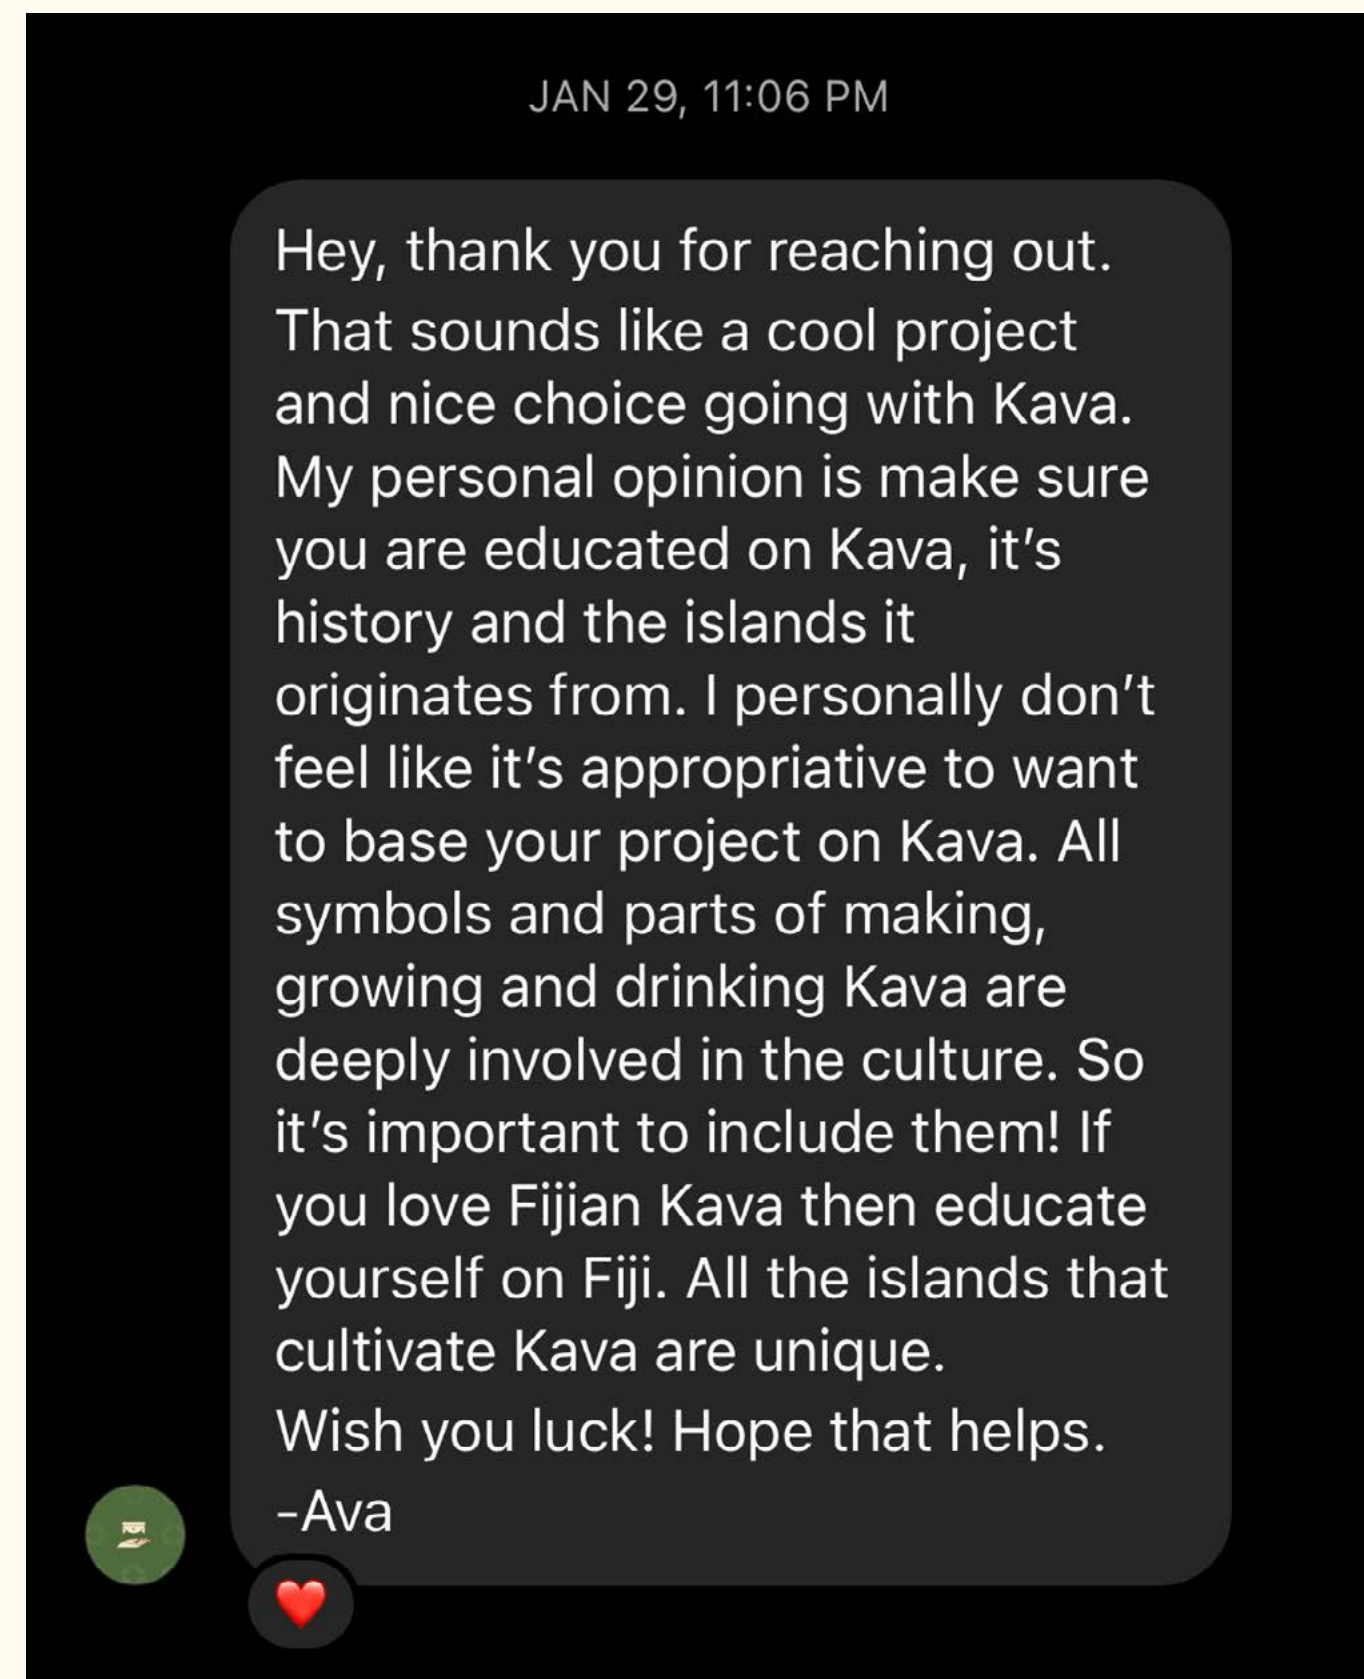 JAN 29, 11:06 PM
Hey, thank you for reaching out.
That sounds like a cool project
and nice choice going with Kava.
My personal opinion is make sure
you are educated on Kava, it’s
history and the islands it
originates from. I personally don’t
feel like it’s appropriative to want
to base your project on Kava. All
symbols and parts of making,
growing and drinking Kava are
deeply involved in the culture. So
it’s important to include them! If
you love Fijian Kava then educate
yourself on Fiji. All the islands that
cultivate Kava are unique.
Wish you luck! Hope that helps.
-Ava